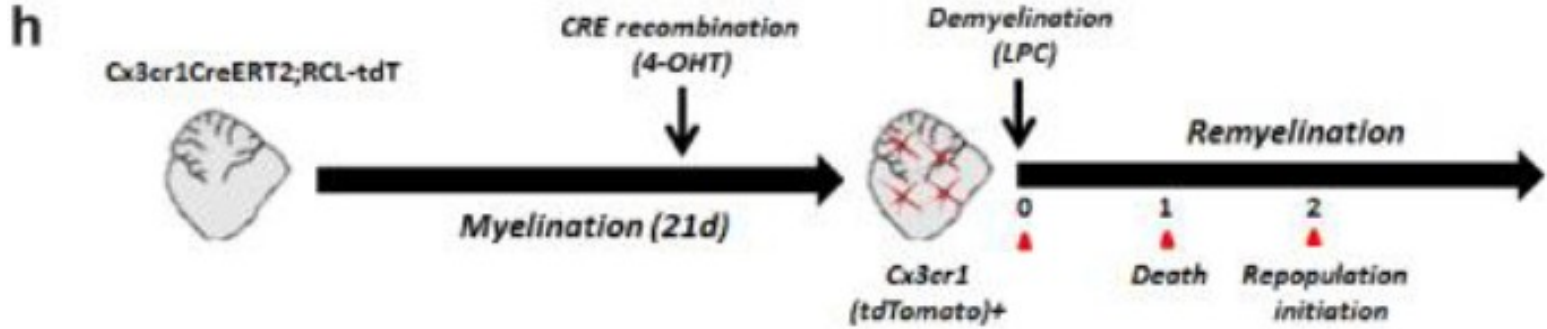 h
Cx3cr1CreERT2;RCL-tdT
CRE recombination
(4-OHT)
Myelination (21d)
Demyelination
(LPC)
Cx3cr1
(tdTomato)+
Remyelination
0
1
2
Death
Repopulation
initiation